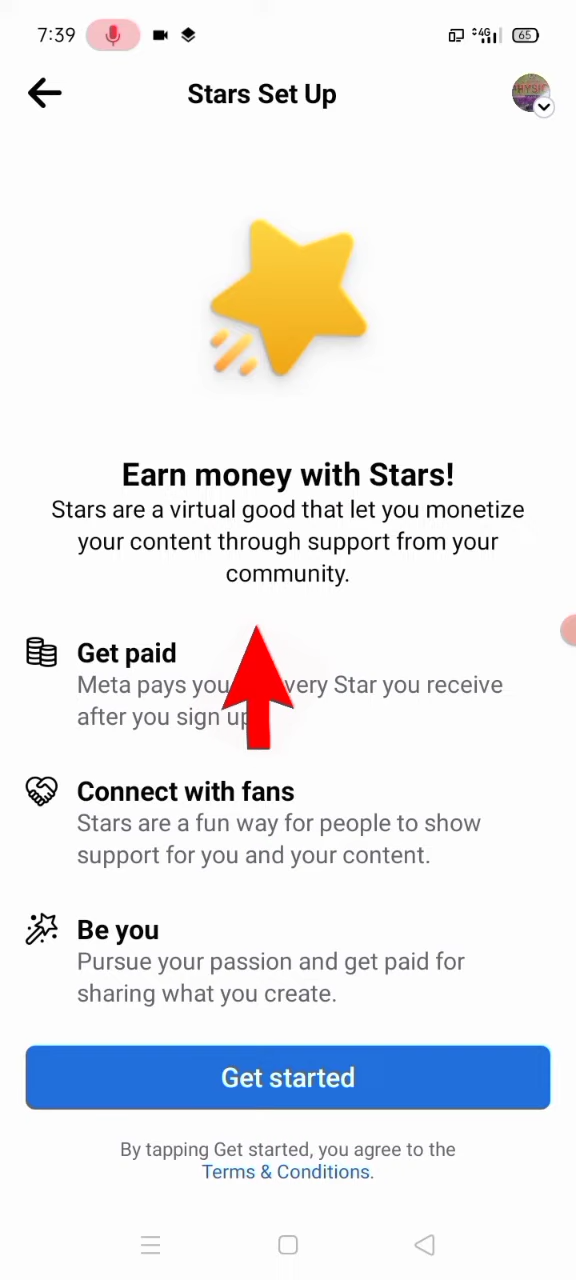 7:39
4G
65
Stars Set Up
Earn money with Stars!
Stars are a virtual good that let you monetize
your content through support from your
community.
Get paid
Meta pays you very Star you receive
after you sign up
Connect with fans
Stars are a fun way for people to show
support for you and your content.
Be you
Pursue your passion and get paid for
sharing what you create.
Get started
By tapping Get started, you agree to the
Terms & Conditions.